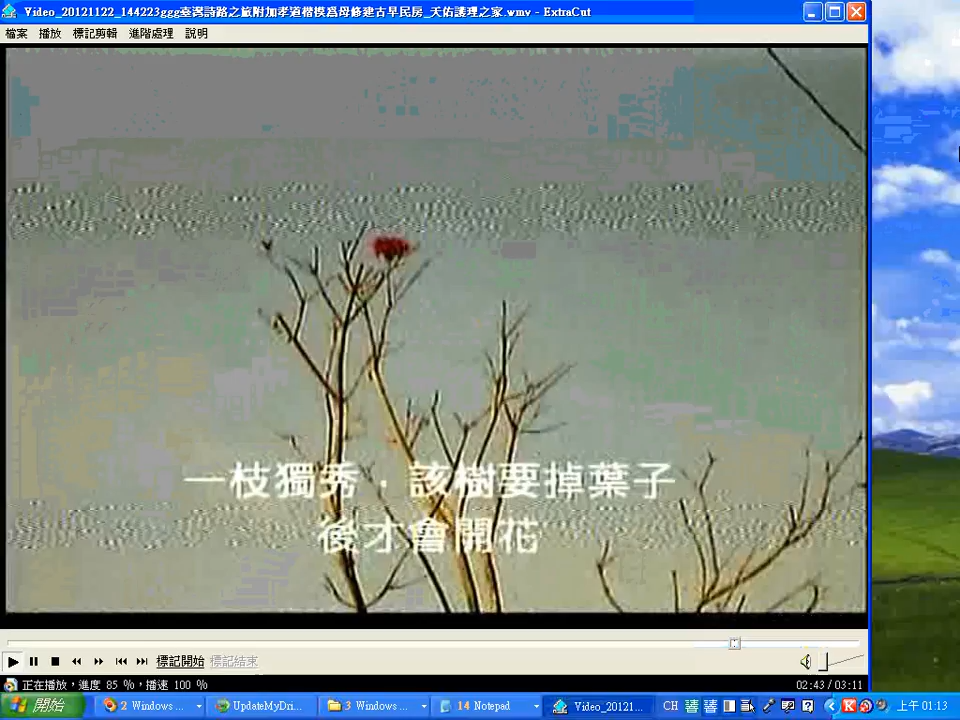 Video_20121122_144223ggg臺灣詩路之旅附加孝道楷模爲母修建古早民房_天佑護理之家.wmv - ExtraCut
檔案 播放 標記剪輯 進階處理 說明
一枝獨秀．該樹要掉葉子
後才會開花
標記開始 標記結束
正在播放，進度 85 %，播速 100 % 02:43 / 03:11
開始 2 Windows ... UpdateMyDri... 3 Windows ... 14 Notepad Video_20121... CH 上午 01:13